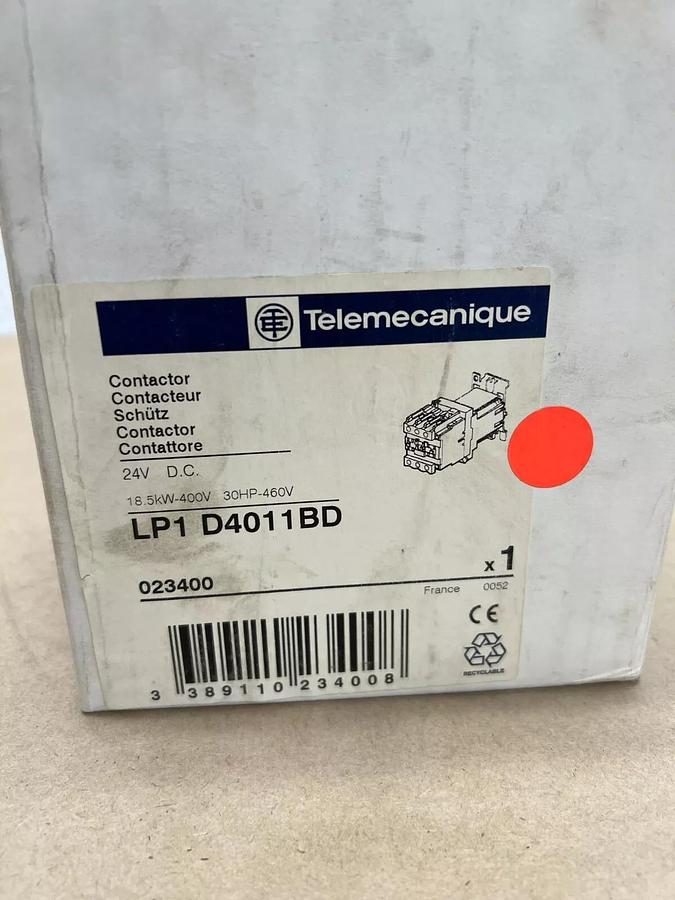 Telemecanique
Contactor
Contacteur
Schütz
Contactor
Contattore
24V D.C.
18.5kW-400V 30HP-460V
LP1 D4011BD
x 1
023400
France 0052
CE
RECYCLABLE
3 389110 234008